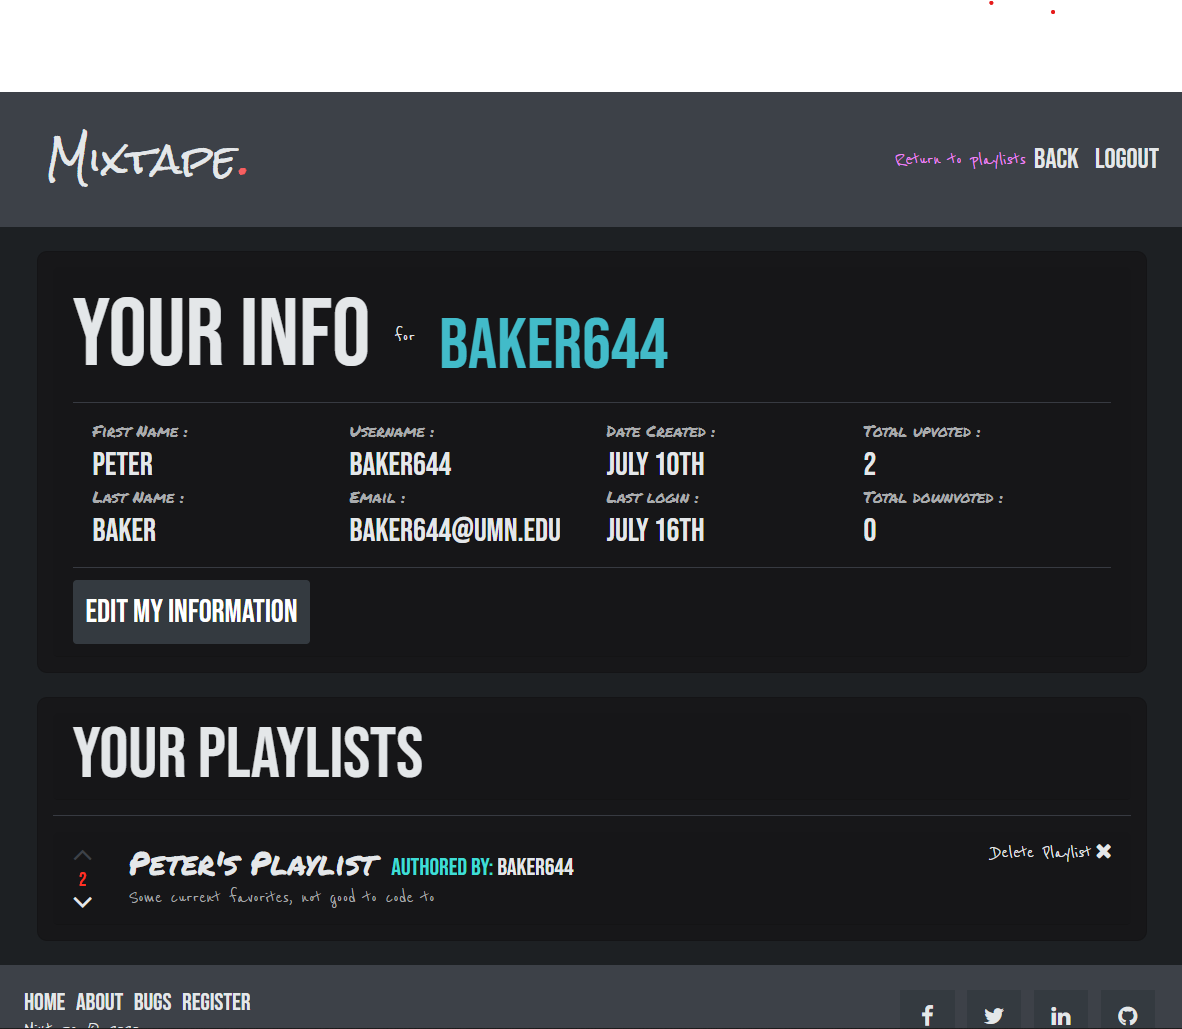 Mixtape.
Return to playlists BACK LOGOUT
YOUR INFO for BAKER644
First Name : Username : Date Created : Total upvoted :
PETER BAKER644 JULY 10TH 2
Last Name : Email : Last login : Total downvoted :
BAKER BAKER644@UMN.EDU JULY 16TH 0
EDIT MY INFORMATION
YOUR PLAYLISTS
Peter's Playlist AUTHORED BY: BAKER644 Delete Playlist
2
Some current favorites, not good to code to
HOME ABOUT BUGS REGISTER